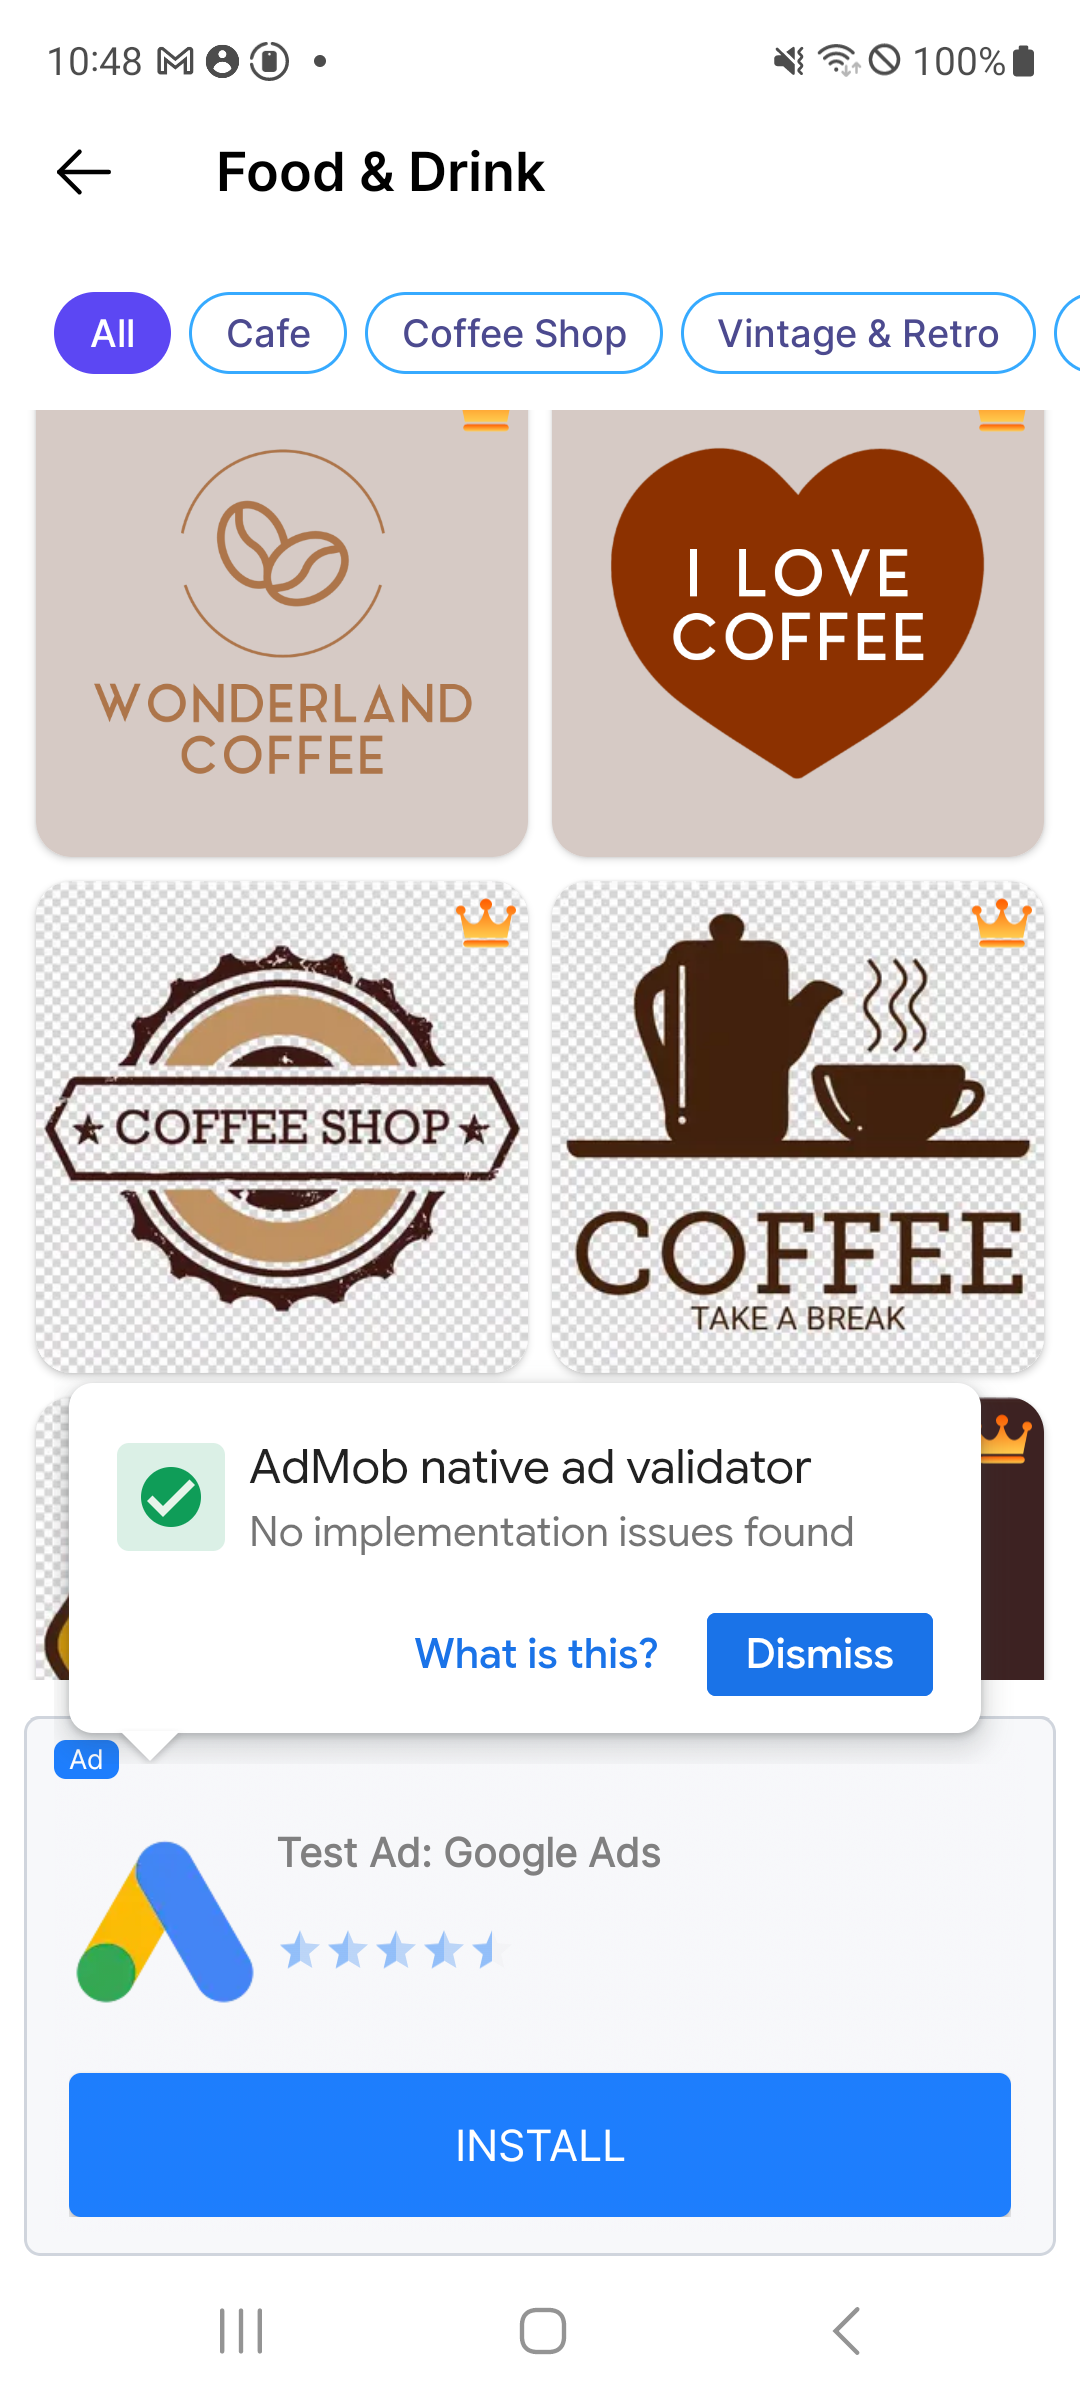 10:48
100%
Food & Drink
All
Cafe
Coffee Shop
Vintage & Retro
WONDERLAND
COFFEE
I LOVE
COFFEE
COFFEE SHOP
COFFEE
TAKE A BREAK
AdMob native ad validator
No implementation issues found
What is this?
Dismiss
Ad
Test Ad: Google Ads
INSTALL